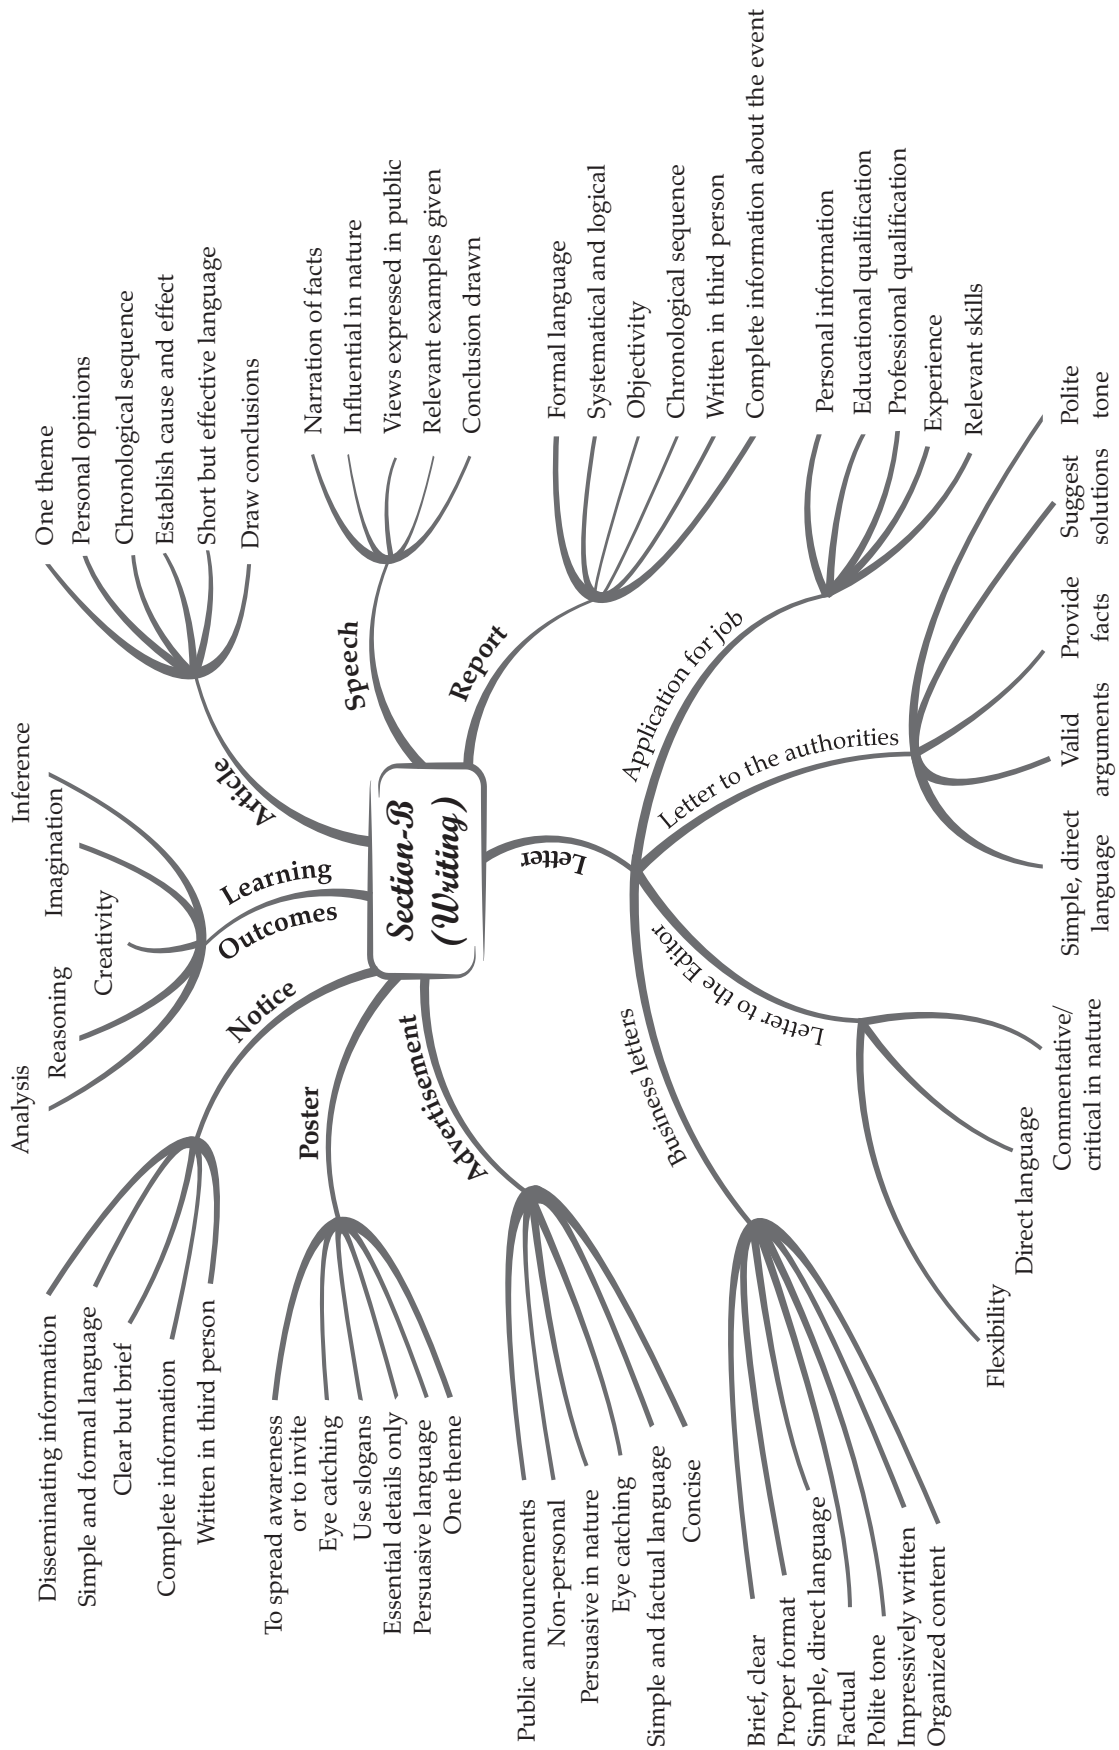 Section-B
(Writing)
Learning
Outcomes
Analysis
Reasoning
Creativity
Imagination
Inference
Article
One theme
Personal opinions
Chronological sequence
Establish cause and effect
Short but effective language
Draw conclusions
Speech
Narration of facts
Influential in nature
Views expressed in public
Relevant examples given
Conclusion drawn
Report
Formal language
Systematical and logical
Objectivity
Chronological sequence
Written in third person
Complete information about the event
Letter
Application for job
Personal information
Educational qualification
Professional qualification
Experience
Relevant skills
Letter to the authorities
Polite
tone
Suggest
solutions
Provide
facts
Valid
arguments
Simple, direct
language
Letter to the Editor
Commentative/
critical in nature
Direct language
Flexibility
Business letters
Brief, clear
Proper format
Simple, direct language
Factual
Polite tone
Impressively written
Organized content
Advertisement
Public announcements
Non-personal
Persuasive in nature
Eye catching
Simple and factual language
Concise
Poster
To spread awareness
or to invite
Eye catching
Use slogans
Essential details only
Persuasive language
One theme
Notice
Disseminating information
Simple and formal language
Clear but brief
Complete information
Written in third person